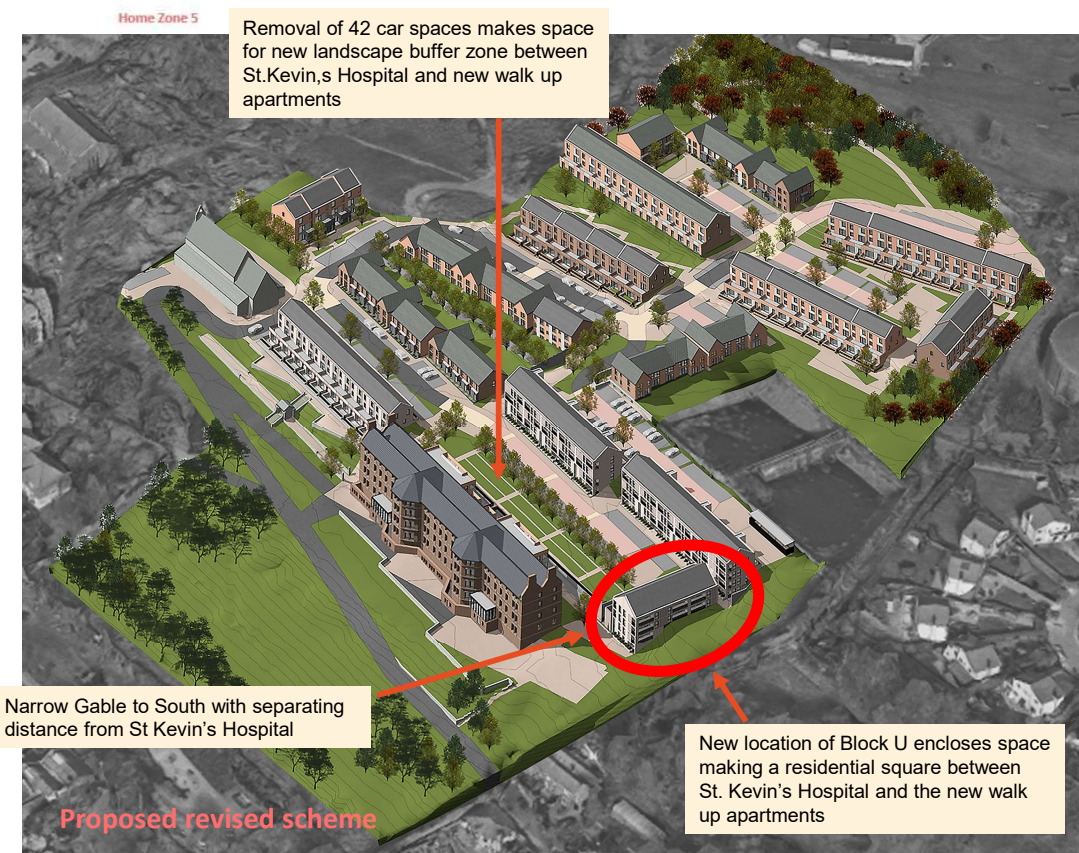 Home Zone 5
Removal of 42 car spaces makes space
for new landscape buffer zone between
St.Kevin,s Hospital and new walk up
apartments
Narrow Gable to South with separating
distance from St Kevin's Hospital
New location of Block U encloses space
making a residential square between
St. Kevin's Hospital and the new walk
up apartments
Proposed revised scheme